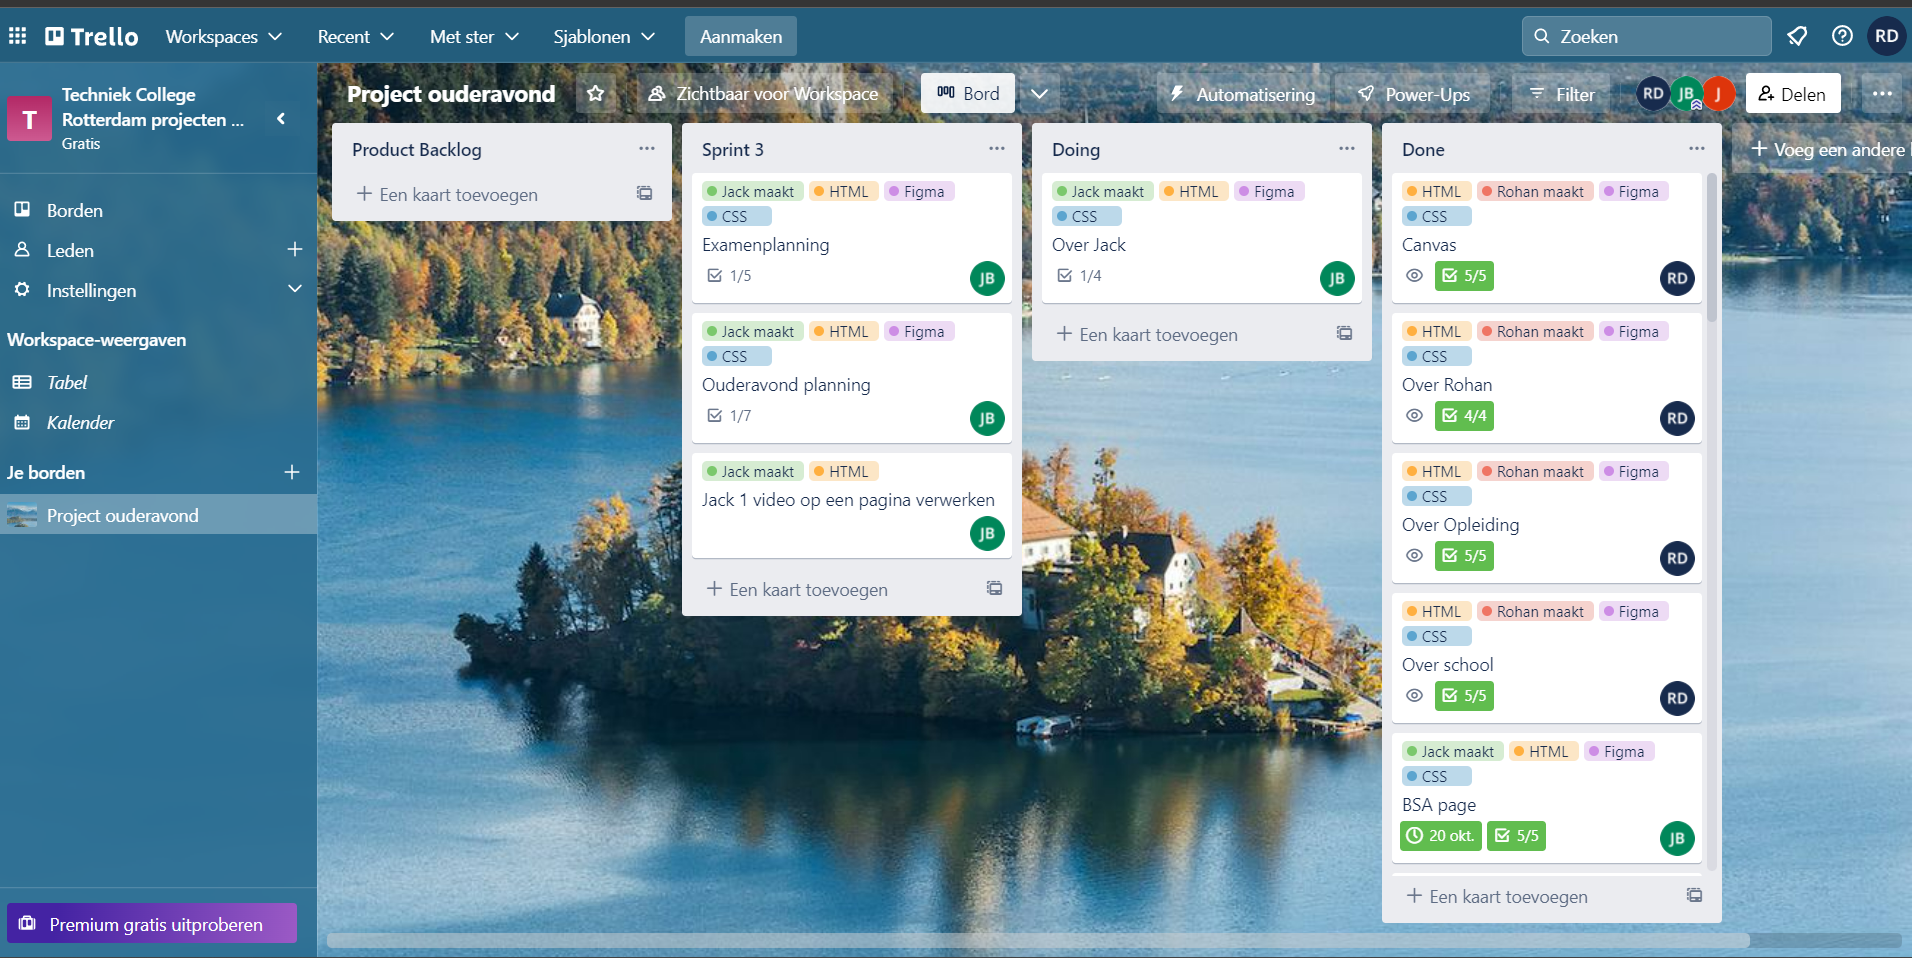 Trello
Workspaces
Recent
Met ster
Sjablonen
Aanmaken
Zoeken
RD
T
Techniek College
Rotterdam projecten ...
Gratis
Borden
Leden
Instellingen
Workspace-weergaven
Tabel
Kalender
Je borden
Project ouderavond
Premium gratis uitproberen
Project ouderavond
Zichtbaar voor Workspace
Bord
Automatisering
Power-Ups
Filter
RD JB J
Delen
Product Backlog
Een kaart toevoegen
Sprint 3
Jack maakt HTML Figma
CSS
Examenplanning
1/5
JB
Jack maakt HTML Figma
CSS
Ouderavond planning
1/7
JB
Jack maakt HTML
Jack 1 video op een pagina verwerken
JB
Een kaart toevoegen
Doing
Jack maakt HTML Figma
CSS
Over Jack
1/4
JB
Een kaart toevoegen
Done
HTML Rohan maakt Figma
CSS
Canvas
5/5
RD
HTML Rohan maakt Figma
CSS
Over Rohan
4/4
RD
HTML Rohan maakt Figma
CSS
Over Opleiding
5/5
RD
HTML Rohan maakt Figma
CSS
Over school
5/5
RD
Jack maakt HTML Figma
CSS
BSA page
20 okt. 5/5
JB
Een kaart toevoegen
Voeg een andere l